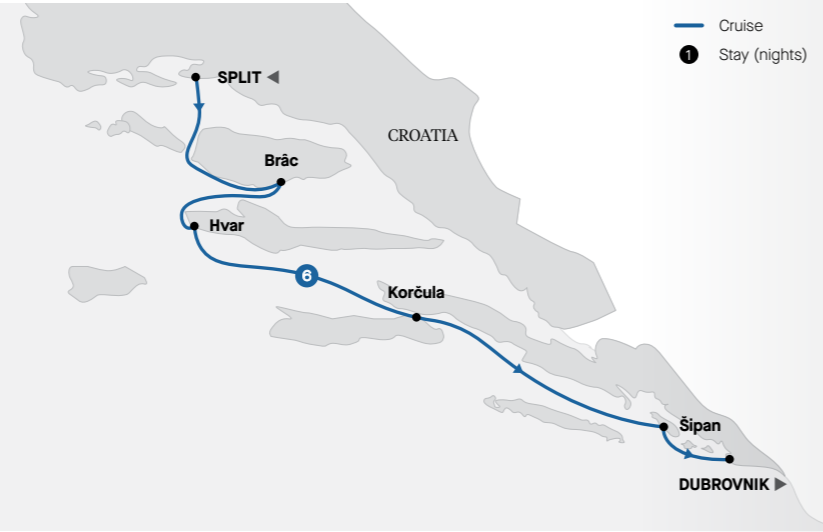 Cruise
1 Stay (nights)
SPLIT ◀
CROATIA
Brâc
Hvar
6
Korčula
Šipan
DUBROVNIK ▶